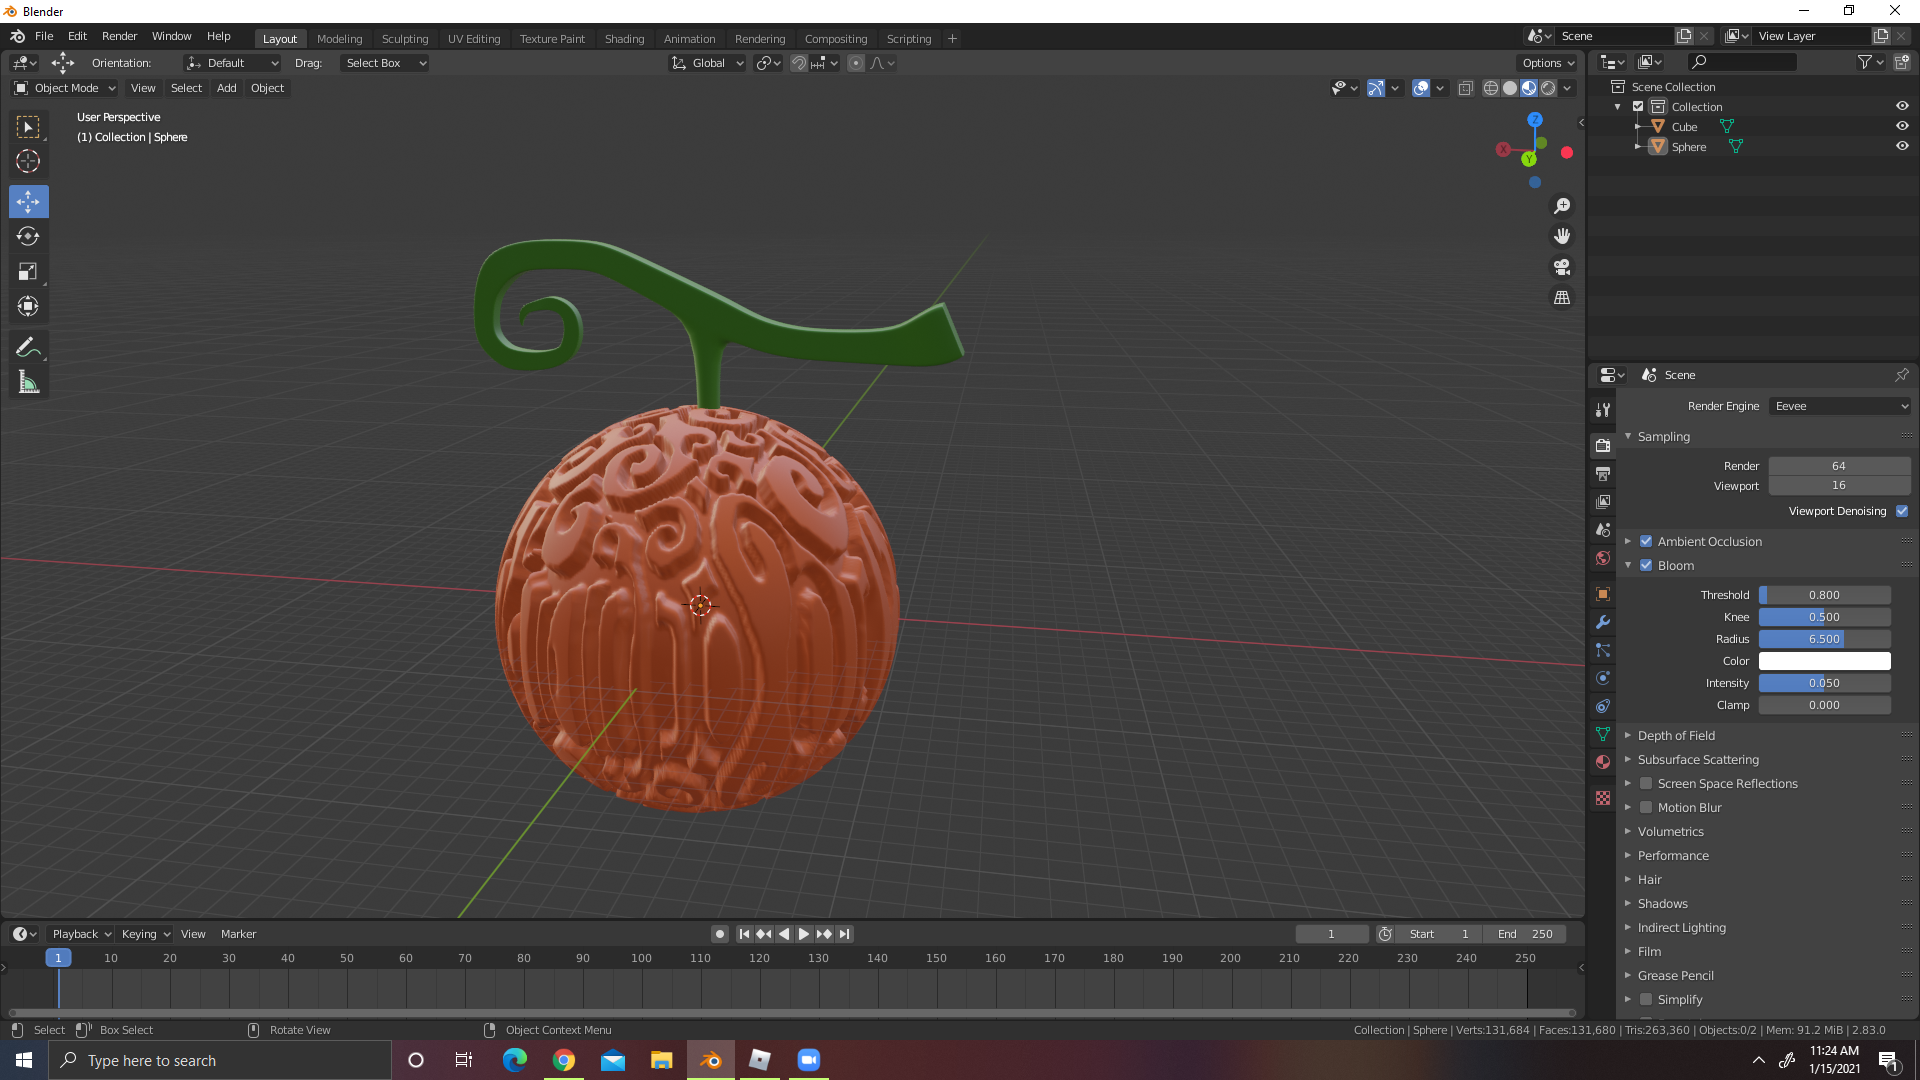 Blender
File Edit Render Window Help Layout Modeling Sculpting UV Editing Texture Paint Shading Animation Rendering Compositing Scripting + Scene View Layer
Orientation: Default Drag: Select Box Global Options
Object Mode View Select Add Object
User Perspective
(1) Collection | Sphere
Z
X
Y
Scene Collection
Collection
Cube
Sphere
Scene
Render Engine Eevee
Sampling
Render 64
Viewport 16
Viewport Denoising
Ambient Occlusion
Bloom
Threshold 0.800
Knee 0.500
Radius 6.500
Color
Intensity 0.050
Clamp 0.000
Depth of Field
Subsurface Scattering
Screen Space Reflections
Motion Blur
Volumetrics
Performance
Hair
Shadows
Indirect Lighting
Film
Grease Pencil
Simplify
Playback Keying View Marker 1 Start 1 End 250
1 10 20 30 40 50 60 70 80 90 100 110 120 130 140 150 160 170 180 190 200 210 220 230 240 250
Select Box Select Rotate View Object Context Menu Collection | Sphere | Verts:131,684 | Faces:131,680 | Tris:263,360 | Objects:0/2 | Mem: 91.2 MiB | 2.83.0
Type here to search
11:24 AM
1/15/2021
1